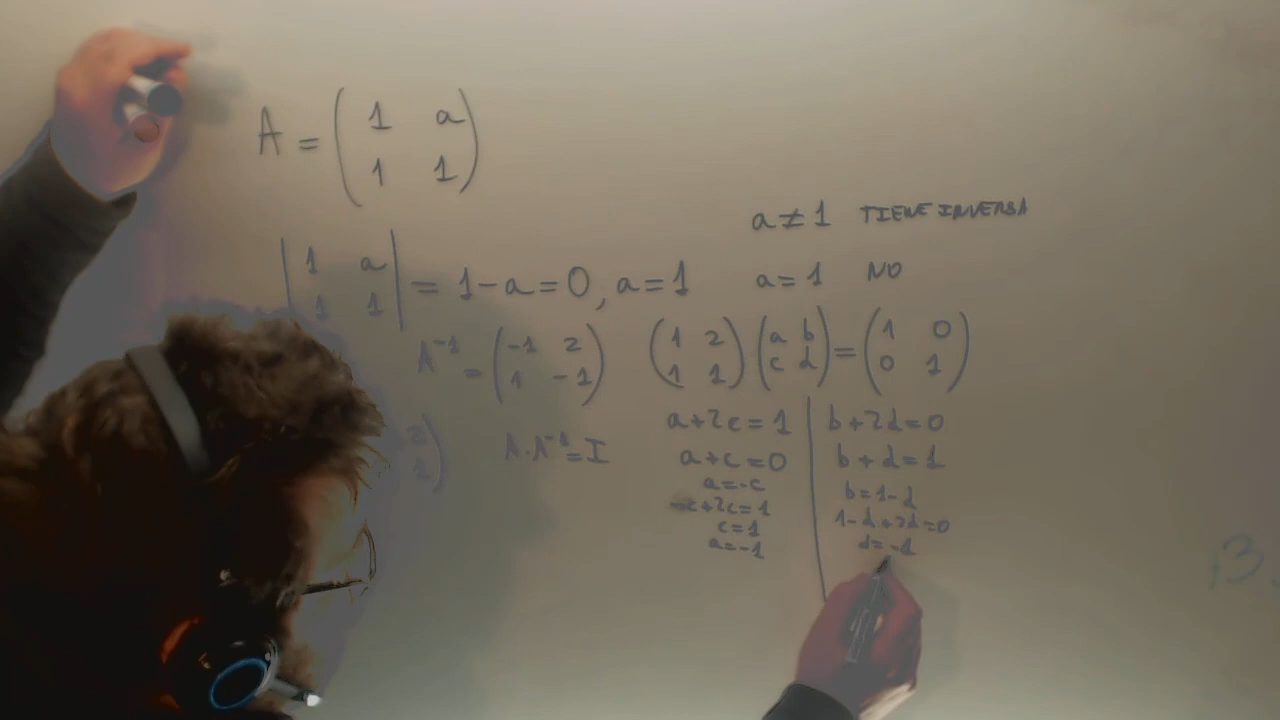 A = ( 1 a
1 1 )
a ≠ 1 TIENE INVERSA
| 1 a
1 1 | = 1 - a = 0, a = 1
a = 1 NO
A⁻¹ = ( -1 2
1 -1 )
( 1 2
1 1 ) ( a b
c d ) = ( 1 0
0 1 )
A·A⁻¹ = I
a + 2c = 1
a + c = 0
a = -c
-c + 2c = 1
c = 1
a = -1
b + 2d = 0
b + d = 1
b = 1 - d
1 - d + 2d = 0
d = -1